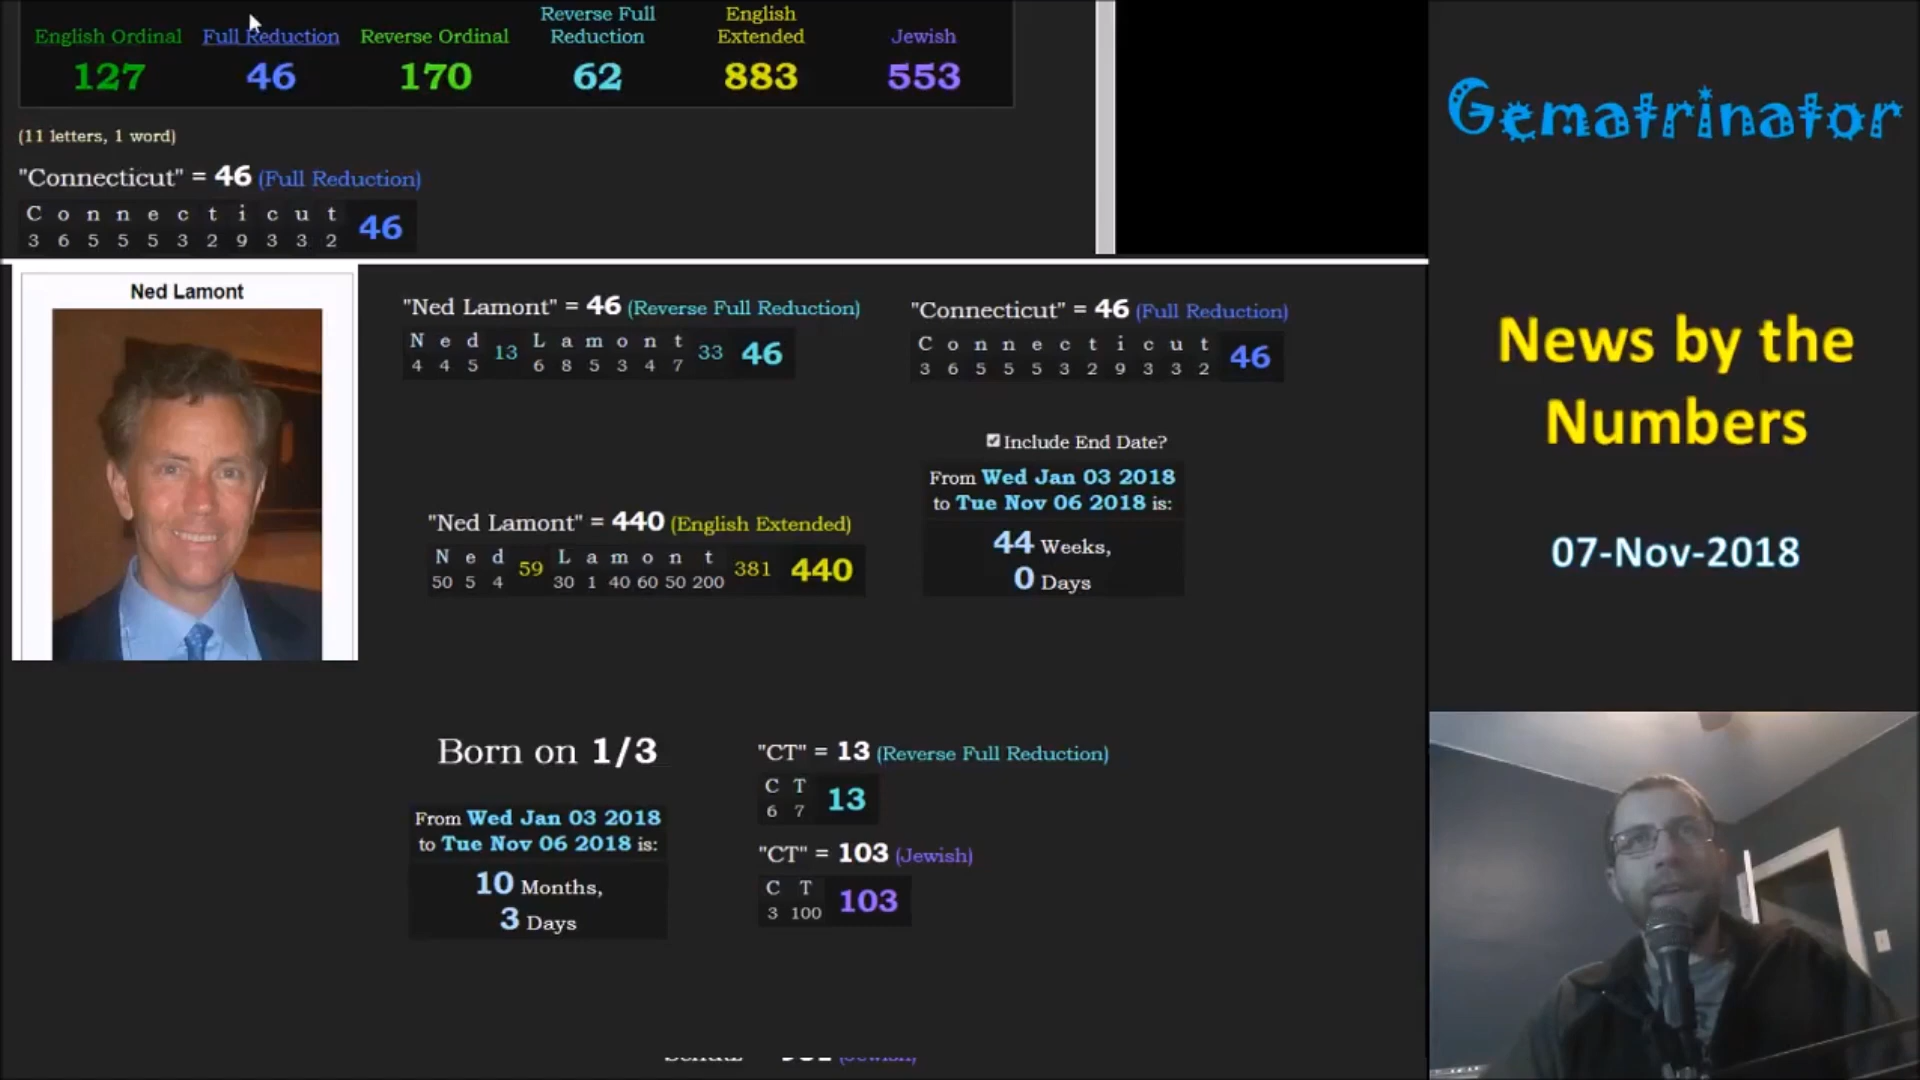 English Ordinal
Full Reduction
Reverse Ordinal
Reverse Full
Reduction
English
Extended
Jewish
127
46
170
62
883
553
(11 letters, 1 word)
"Connecticut" = 46 (Full Reduction)
C o n n e c t i c u t
3 6 5 5 5 3 2 9 3 3 2
46
Ned Lamont
"Ned Lamont" = 46 (Reverse Full Reduction)
N e d L a m o n t
4 4 5 13 6 8 5 3 4 7 33 46
"Connecticut" = 46 (Full Reduction)
C o n n e c t i c u t
3 6 5 5 5 3 2 9 3 3 2
46
Include End Date?
From Wed Jan 03 2018
to Tue Nov 06 2018 is:
44 Weeks,
0 Days
"Ned Lamont" = 440 (English Extended)
N e d L a m o n t
50 5 4 59 30 1 40 60 50 200 381 440
Born on 1/3
From Wed Jan 03 2018
to Tue Nov 06 2018 is:
10 Months,
3 Days
"CT" = 13 (Reverse Full Reduction)
C T
6 7
13
"CT" = 103 (Jewish)
C T
3 100
103
Gematrinator
News by the
Numbers
07-Nov-2018